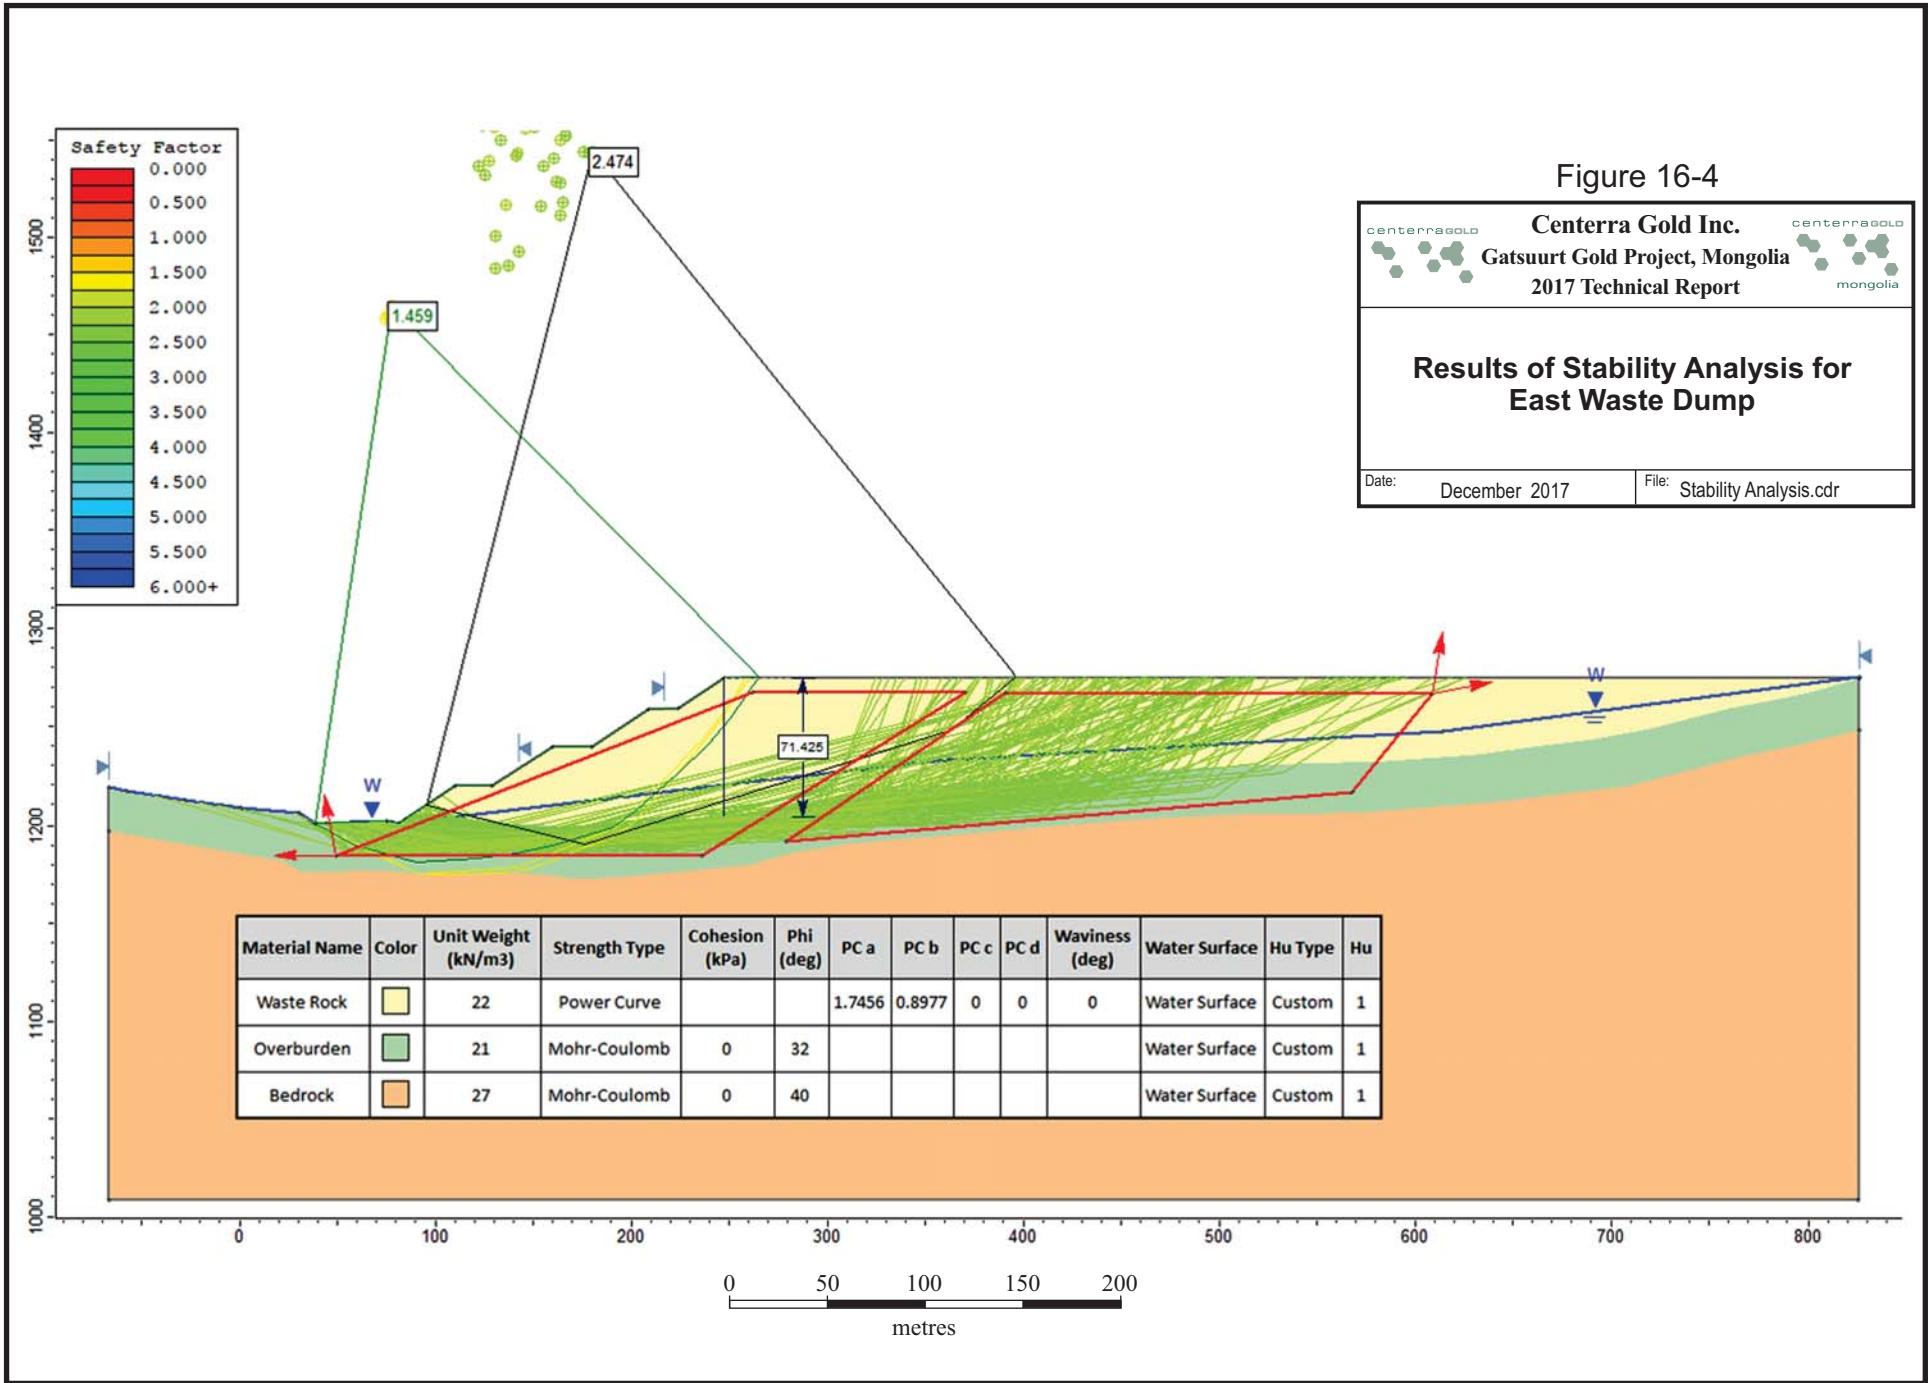 Figure 16-4
centerraGOLD
Centerra Gold Inc.
Gatsuurt Gold Project, Mongolia
2017 Technical Report
centerraGOLD
mongolia
Results of Stability Analysis for
East Waste Dump
Date: December 2017
File: Stability Analysis.cdr
Safety Factor
0.000
0.500
1.000
1.500
2.000
2.500
3.000
3.500
4.000
4.500
5.000
5.500
6.000+
2.474
1.459
71.425
W
W
1500
1400
1300
1200
1100
1000
Material Name Color Unit Weight (kN/m3) Strength Type Cohesion (kPa) Phi (deg) PC a PC b PC c PC d Waviness (deg) Water Surface Hu Type Hu
Waste Rock 22 Power Curve 1.7456 0.8977 0 0 0 Water Surface Custom 1
Overburden 21 Mohr-Coulomb 0 32 Water Surface Custom 1
Bedrock 27 Mohr-Coulomb 0 40 Water Surface Custom 1
0 100 200 300 400 500 600 700 800
0 50 100 150 200
metres